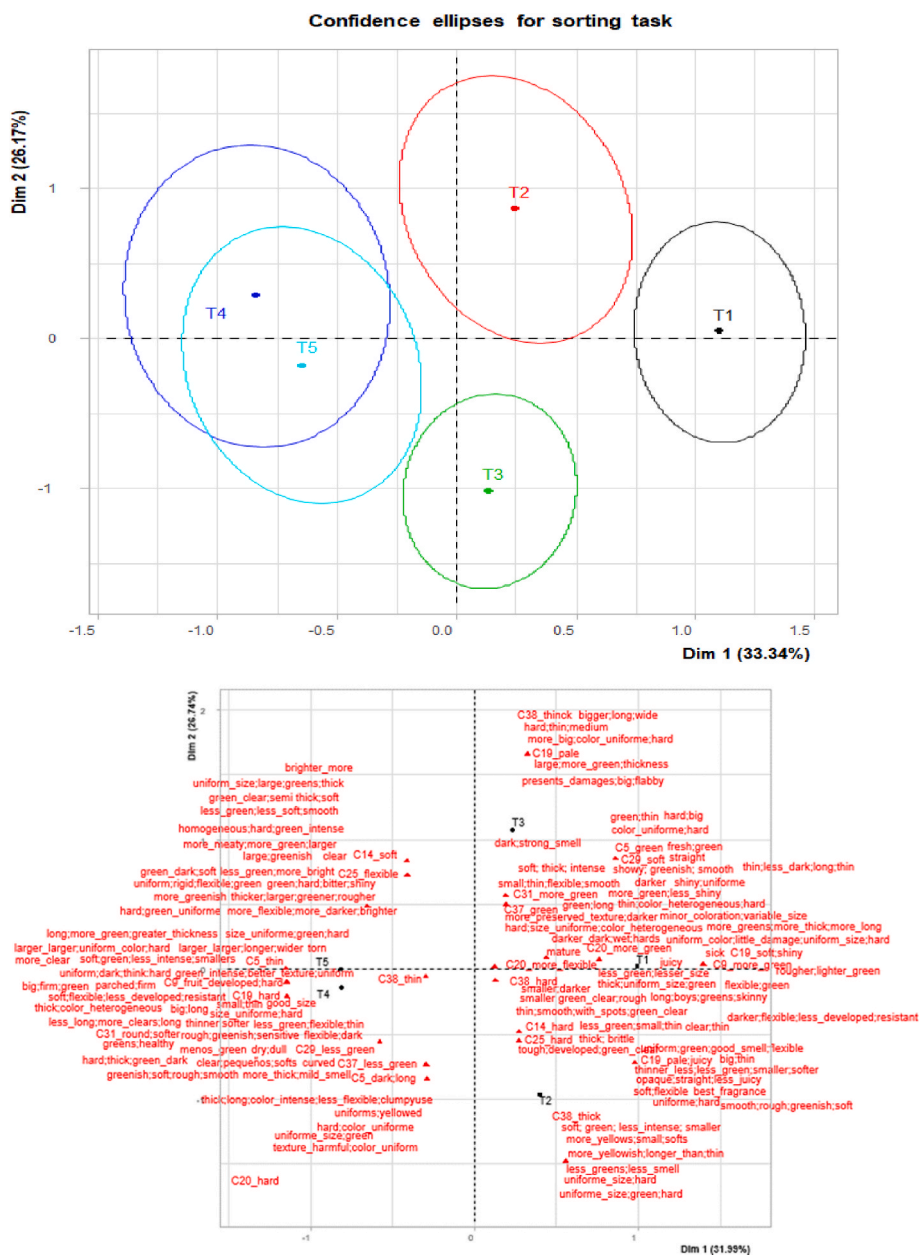 Confidence ellipses for sorting task
Dim 2 (26.17%)
1
0
-1
T2
T1
T4
T5
T3
-1.5
-1.0
-0.5
0.0
0.5
1.0
1.5
Dim 1 (33.34%)
Dim 2 (26.74%)
2
C38_thinck bigger;long;wide
hard;thin;medium
more_big;color_uniforme;hard
C19_pale
large;more_green;thickness
brighter_more
presents_damages;big;flabby
uniform_size;large;greens;thick
green_clear;semi thick;soft
less_green;less_soft;smooth
green;thin hard;big
homogeneous;hard;green_intense
T3
color_uniforme;hard
more_meaty;more_green;larger
dark;strong_smell
C5_green fresh;green
large;greenish clear C14_soft
C29_soft straight
green_dark;soft less_green;more_bright C25_flexible
soft; thick; intense showy; greenish; smooth thin;less_dark;long;thin
uniform;rigid;flexible;green green;hard;bitter;shiny
small;thin;flexible;smooth darker shiny;uniforme
more_greenish thicker;larger;greener;rougher
C31_more_green more_green;less_shiny
hard;green_uniforme more_flexible;more_darker;brighter
C37_green green;long thin;color_heterogeneous;hard
more_preserved_texture;darker minor_coloration;variable_size
long;more_green;greater_thickness size_uniforme;green;hard
hard;size_uniforme;color_heterogeneous more_greens;more_thick;more_long
larger_larger;uniform_color;hard larger_larger;longer;wider torn
darker_dark;wet;hards uniform_color;little_damage;uniform_size;hard
more_clear soft;green;less_intense;smallers C5_thin
mature C20_more_green sick C19_soft;shiny
T5
T1
juicy
uniform;dark;think;hard green_intense;better_texture;uniform
C20_more_flexible
C9_more_green
rougher;lighter_green
big;firm;green parched;firm C9_fruit_developed;hard
C38_thin
C38_hard
less_green;lesser_size
thick;uniform_size;green flexible;green
soft;flexible;less_developed;resistant C19_hard
T4
smaller;darker
thick;color_heterogeneous big;long small;thin good_size
smaller green_clear;rough long;boys;greens;skinny
size_uniforme;hard
thin;smooth;with_spots;green_clear
darker;flexible;less_developed;resistant
less_long;more_clears;long thinner softer less_green;flexible;thin
C14_hard less_green;small;thin clear;thin
C31_round;softer rough;greenish;sensitive flexible;dark
C25_hard thick; brittle
greens;healthy menos_green dry;dull C29_less_green
tough;developed;green_clear uniform;green;good_smell;flexible
hard;thick;green_dark clear;pequeños_softs curved C37_less_green
C19_pale;juicy big;thin
thinner_less;less_green;smaller;softer
greenish;soft;rough;smooth more_thick;mild_smell C5_dark;long
opaque;straight;less_juicy
soft;flexible best_fragrance
-1
thick;long;color_intense;less_flexible;clumpyuse
T2
uniforme;hard smooth;rough;greenish;soft
uniforms;yellowed
C38_thick
hard;color_uniforme
soft; green; less_intense; smaller
uniforme_size;green
more_yellows;small;softs
texture_harmful;color_uniform
more_yellowish;longer_than;thin
less_greens;less_smell
C20_hard
uniforme_size;hard
uniforme_size;green;hard
-1
0
1
Dim 1 (31.99%)